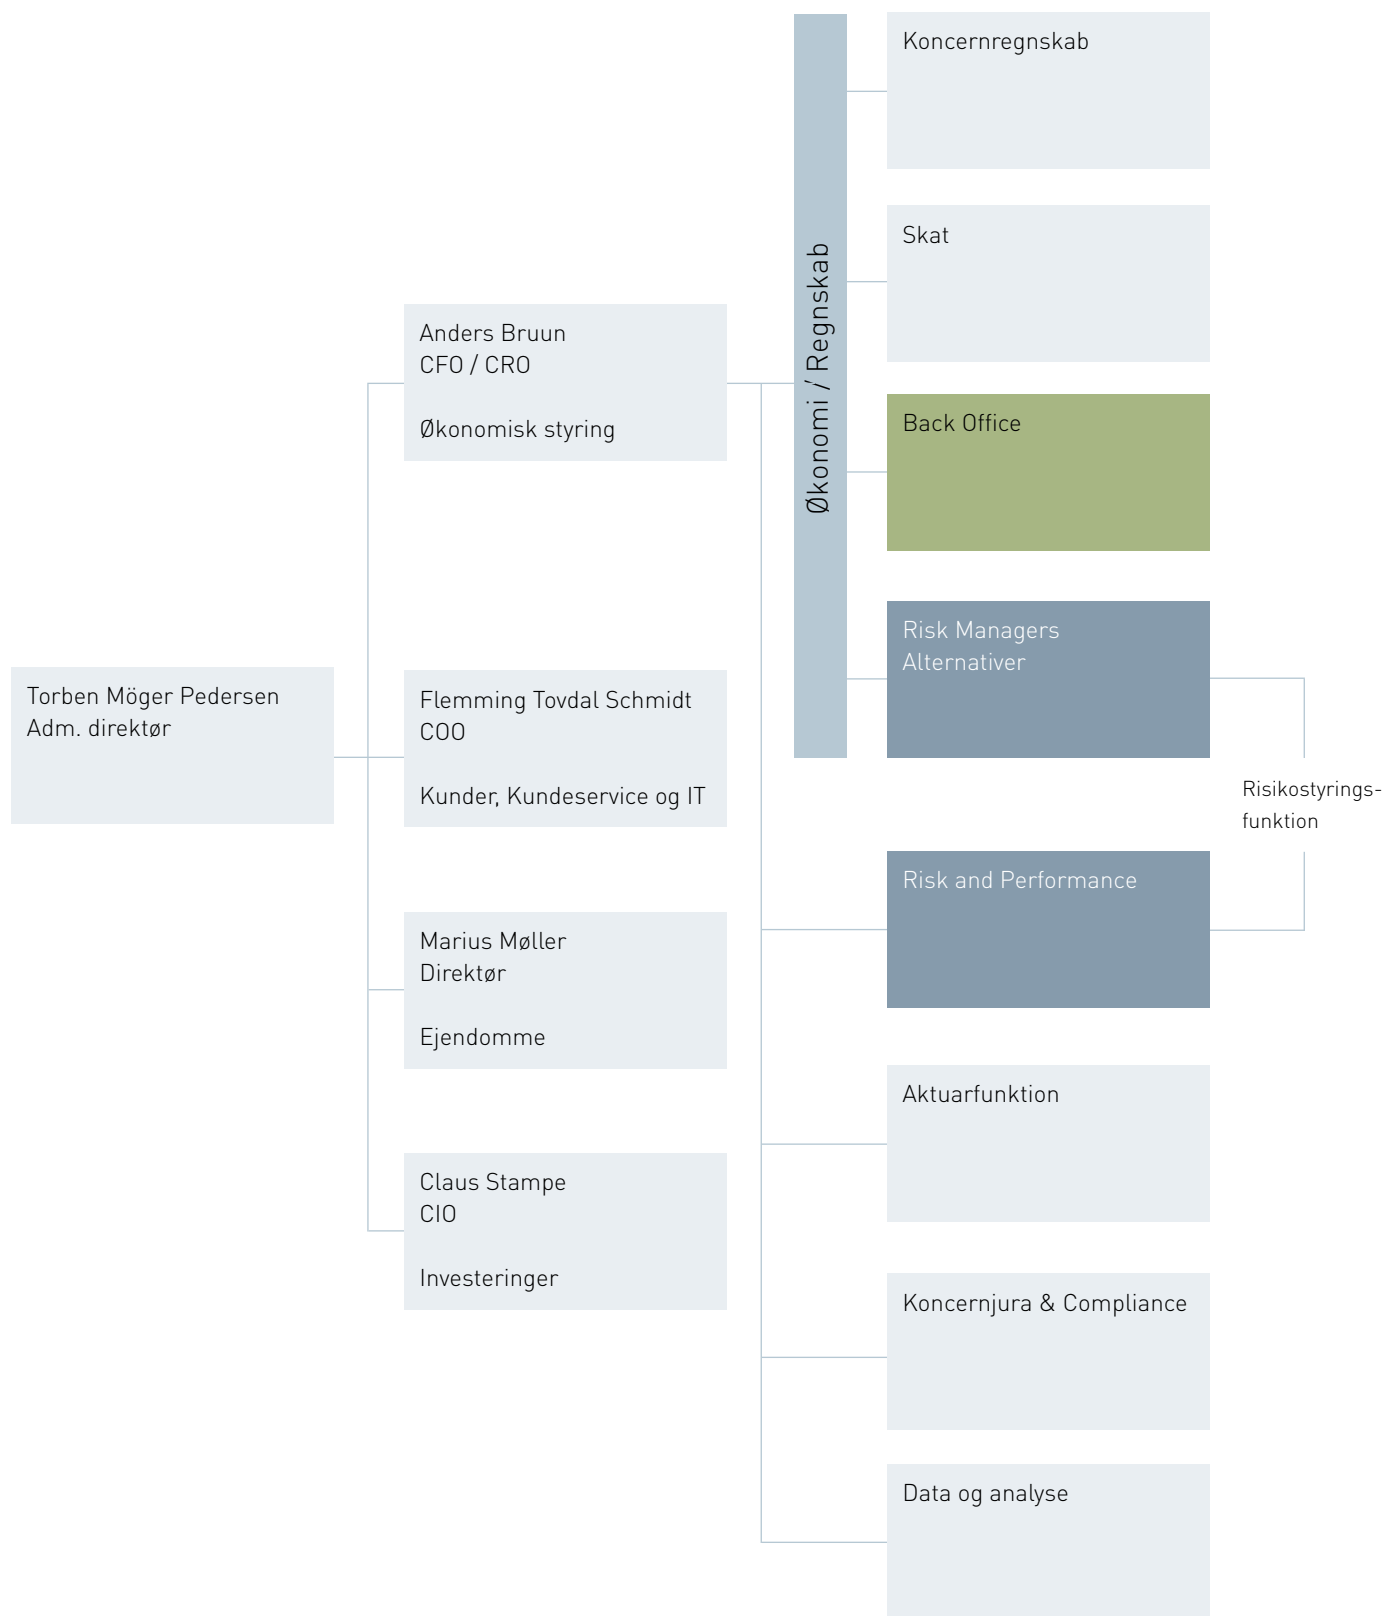 Torben Möger Pedersen
Adm. direktør
Anders Bruun
CFO / CRO
Økonomisk styring
Flemming Tovdal Schmidt
COO
Kunder, Kundeservice og IT
Marius Møller
Direktør
Ejendomme
Claus Stampe
CIO
Investeringer
Økonomi / Regnskab
Koncernregnskab
Skat
Back Office
Risk Managers
Alternativer
Risikostyrings-
funktion
Risk and Performance
Aktuarfunktion
Koncernjura & Compliance
Data og analyse